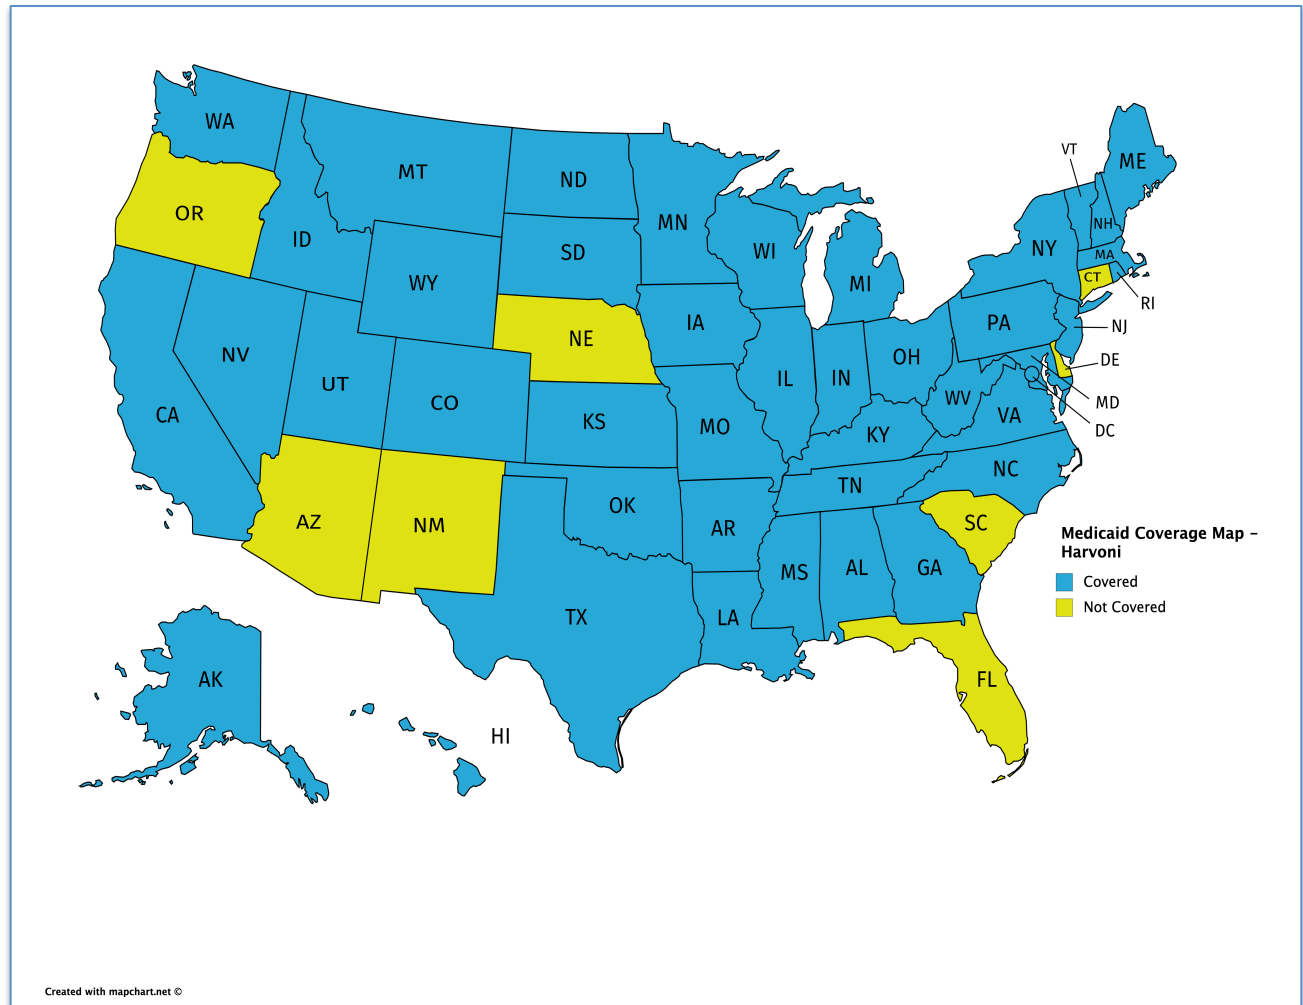 WA
VT
ME
MT
ND
OR
MN
NH
ID
SD
WI
NY
MA
CT
WY
MI
RI
IA
PA
NJ
NE
NV
OH
DE
UT
IL
IN
CO
WV
MD
CA
KS
MO
VA
DC
KY
NC
TN
OK
AZ
NM
AR
SC
Medicaid Coverage Map –
Harvoni
MS
AL
GA
Covered
Not Covered
TX
LA
AK
FL
HI
Created with mapchart.net ©